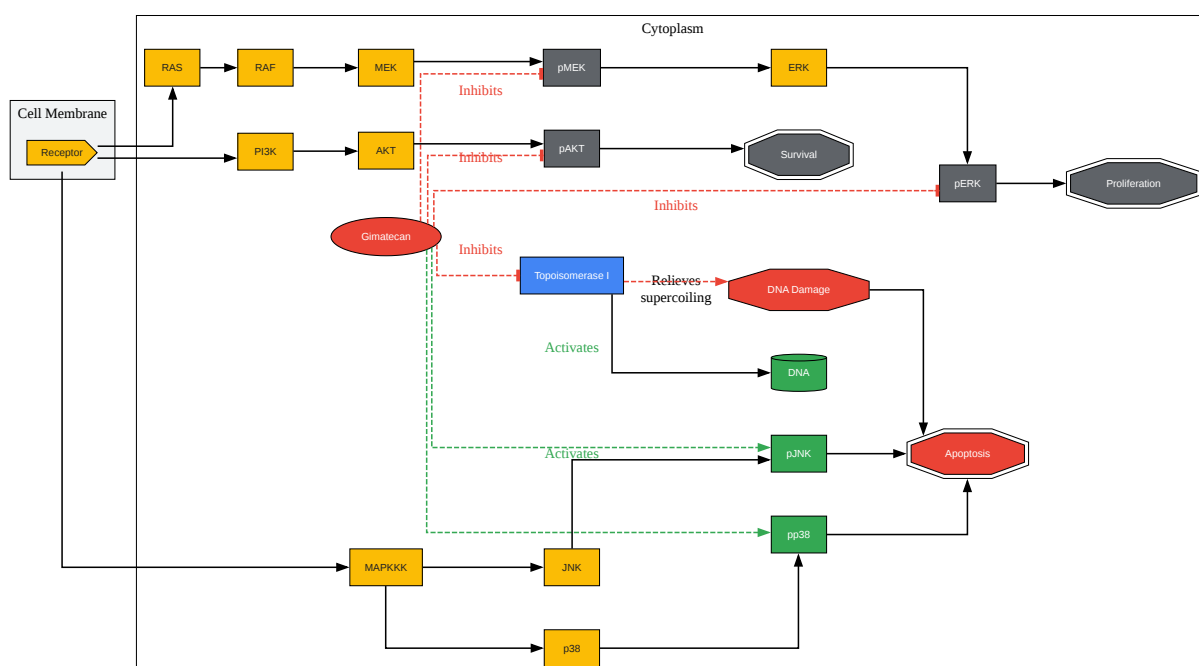 Cytoplasm
RAS
RAF
MEK
pMEK
ERK
Inhibits
Cell Membrane
Receptor
PI3K
AKT
pAKT
Inhibits
Survival
pERK
Proliferation
Inhibits
Gimatecan
Inhibits
Topoisomerase I
Relieves
supercoiling
DNA Damage
Activates
DNA
Activates
pJNK
Apoptosis
pp38
MAPKKK
JNK
p38